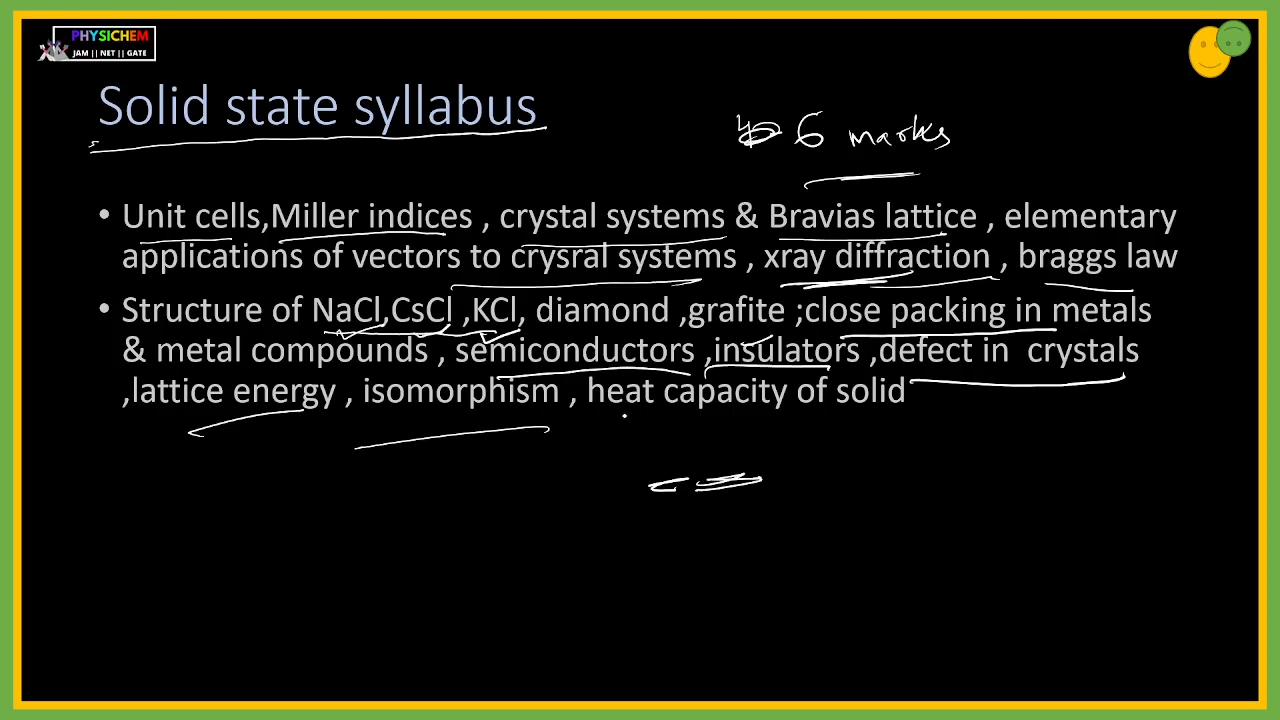 PHYSICHEM
JAM || NET || GATE
Solid state syllabus
6 marks
• Unit cells,Miller indices , crystal systems & Bravias lattice , elementary
applications of vectors to crysral systems , xray diffraction , braggs law
• Structure of NaCl,CsCl ,KCl, diamond ,grafite ;close packing in metals
& metal compounds , semiconductors ,insulators ,defect in crystals
,lattice energy , isomorphism , heat capacity of solid